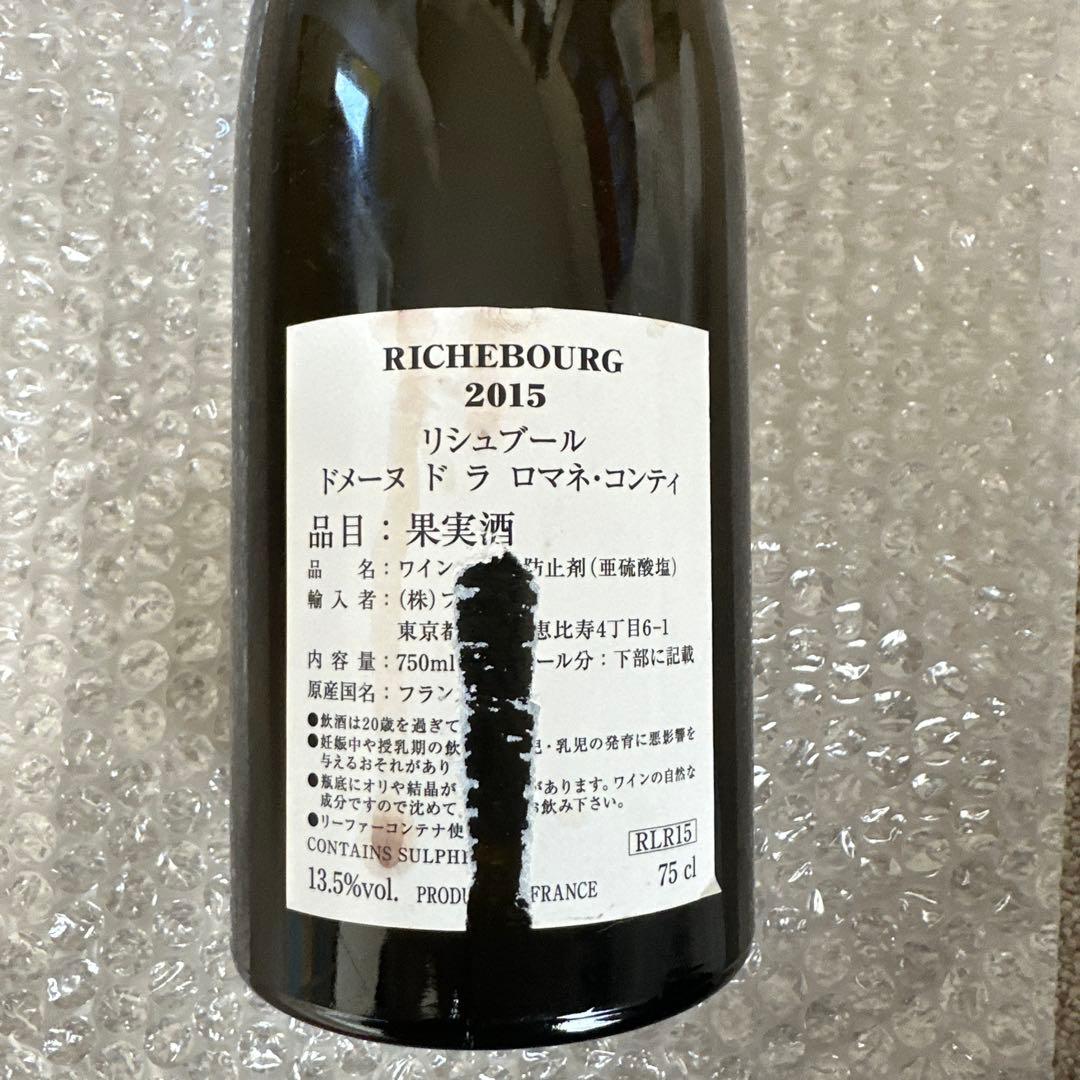 RICHEBOURG
2015
リシュブール
ドメーヌ ド ラ ロマネ・コンティ
品目：果実酒
品 名：ワイン 防止剤(亜硫酸塩)
輸入者：(株)フ
東京都 恵比寿4丁目6-1
内容量：750ml ール分：下部に記載
原産国名：フラン
●飲酒は20歳を過ぎて
●妊娠中や授乳期の飲 児・乳児の発育に悪影響を
与えるおそれがあり
●瓶底にオリや結晶が があります。ワインの自然な
成分ですので沈めて お飲み下さい。
●リーファーコンテナ使
CONTAINS SULPHI
RLR15
13.5%vol. PRODU FRANCE 75 cl